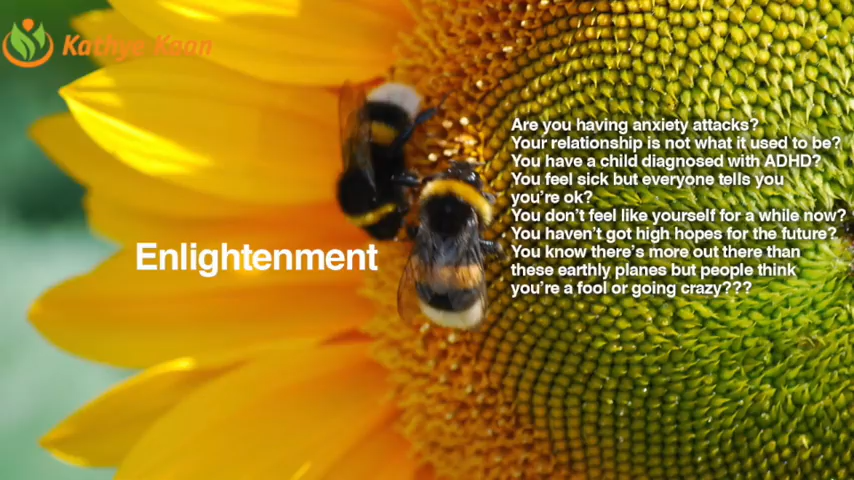 Kathye Kaan
Enlightenment
Are you having anxiety attacks?
Your relationship is not what it used to be?
You have a child diagnosed with ADHD?
You feel sick but everyone tells you
you're ok?
You don't feel like yourself for a while now?
You haven't got high hopes for the future?
You know there's more out there than
these earthly planes but people think
you're a fool or going crazy???